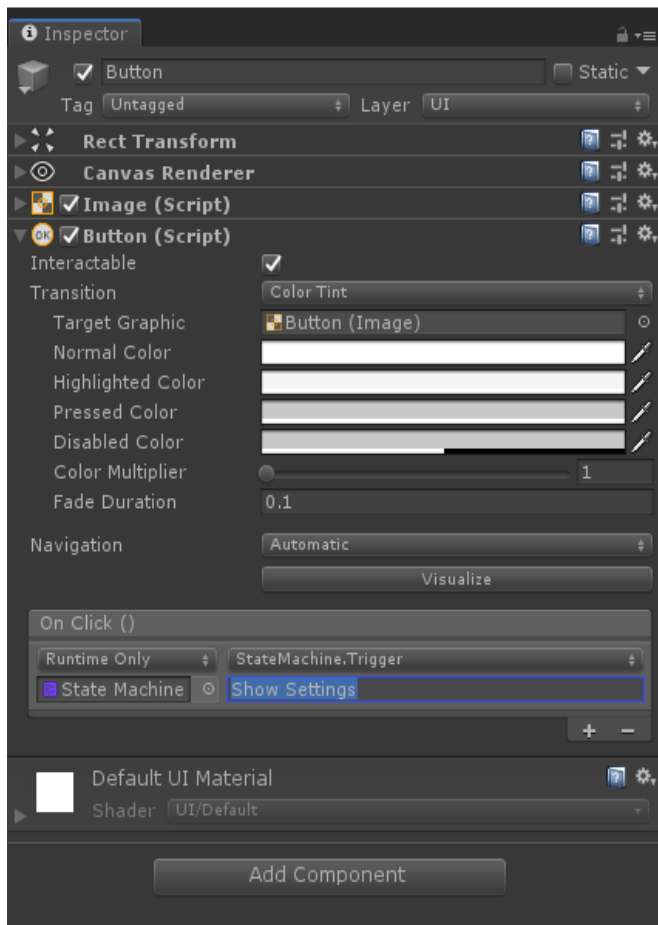 Inspector
Button Static
Tag Untagged Layer UI
Rect Transform
Canvas Renderer
Image (Script)
OK Button (Script)
Interactable
Transition Color Tint
Target Graphic Button (Image)
Normal Color
Highlighted Color
Pressed Color
Disabled Color
Color Multiplier 1
Fade Duration 0.1
Navigation Automatic
Visualize
On Click ()
Runtime Only StateMachine.Trigger
State Machine Show Settings
Default UI Material
Shader UI/Default
Add Component